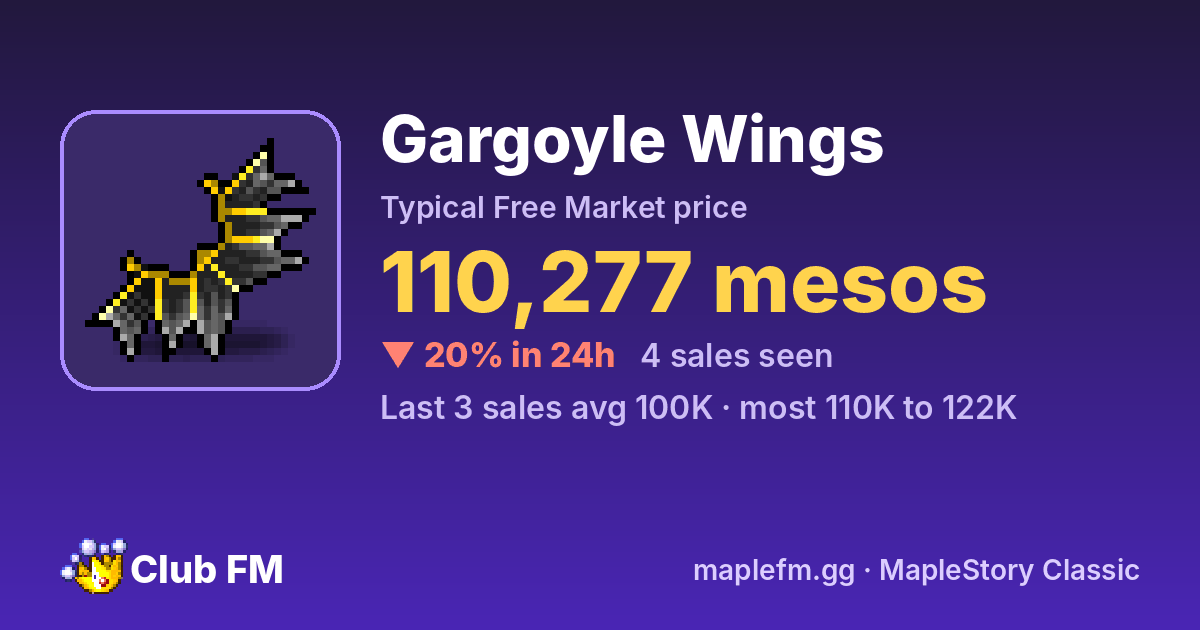 Gargoyle Wings
Typical Free Market price
110,277 mesos
▼ 20% in 24h 4 sales seen
Last 3 sales avg 100K · most 110K to 122K
Club FM
maplefm.gg · MapleStory Classic